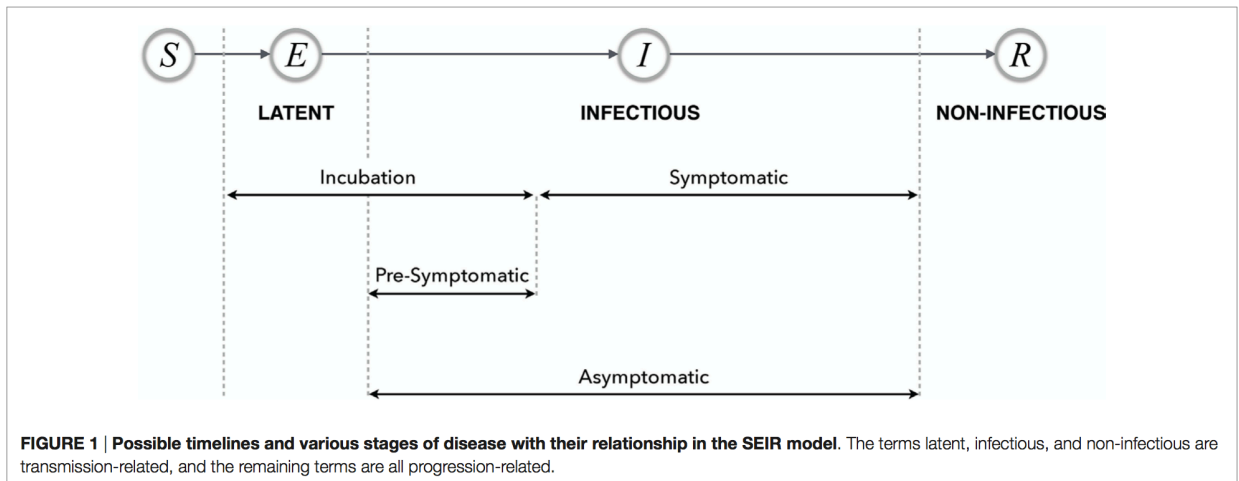 S E I R
LATENT INFECTIOUS NON-INFECTIOUS
Incubation Symptomatic
Pre-Symptomatic
Asymptomatic
FIGURE 1 | Possible timelines and various stages of disease with their relationship in the SEIR model. The terms latent, infectious, and non-infectious are
transmission-related, and the remaining terms are all progression-related.